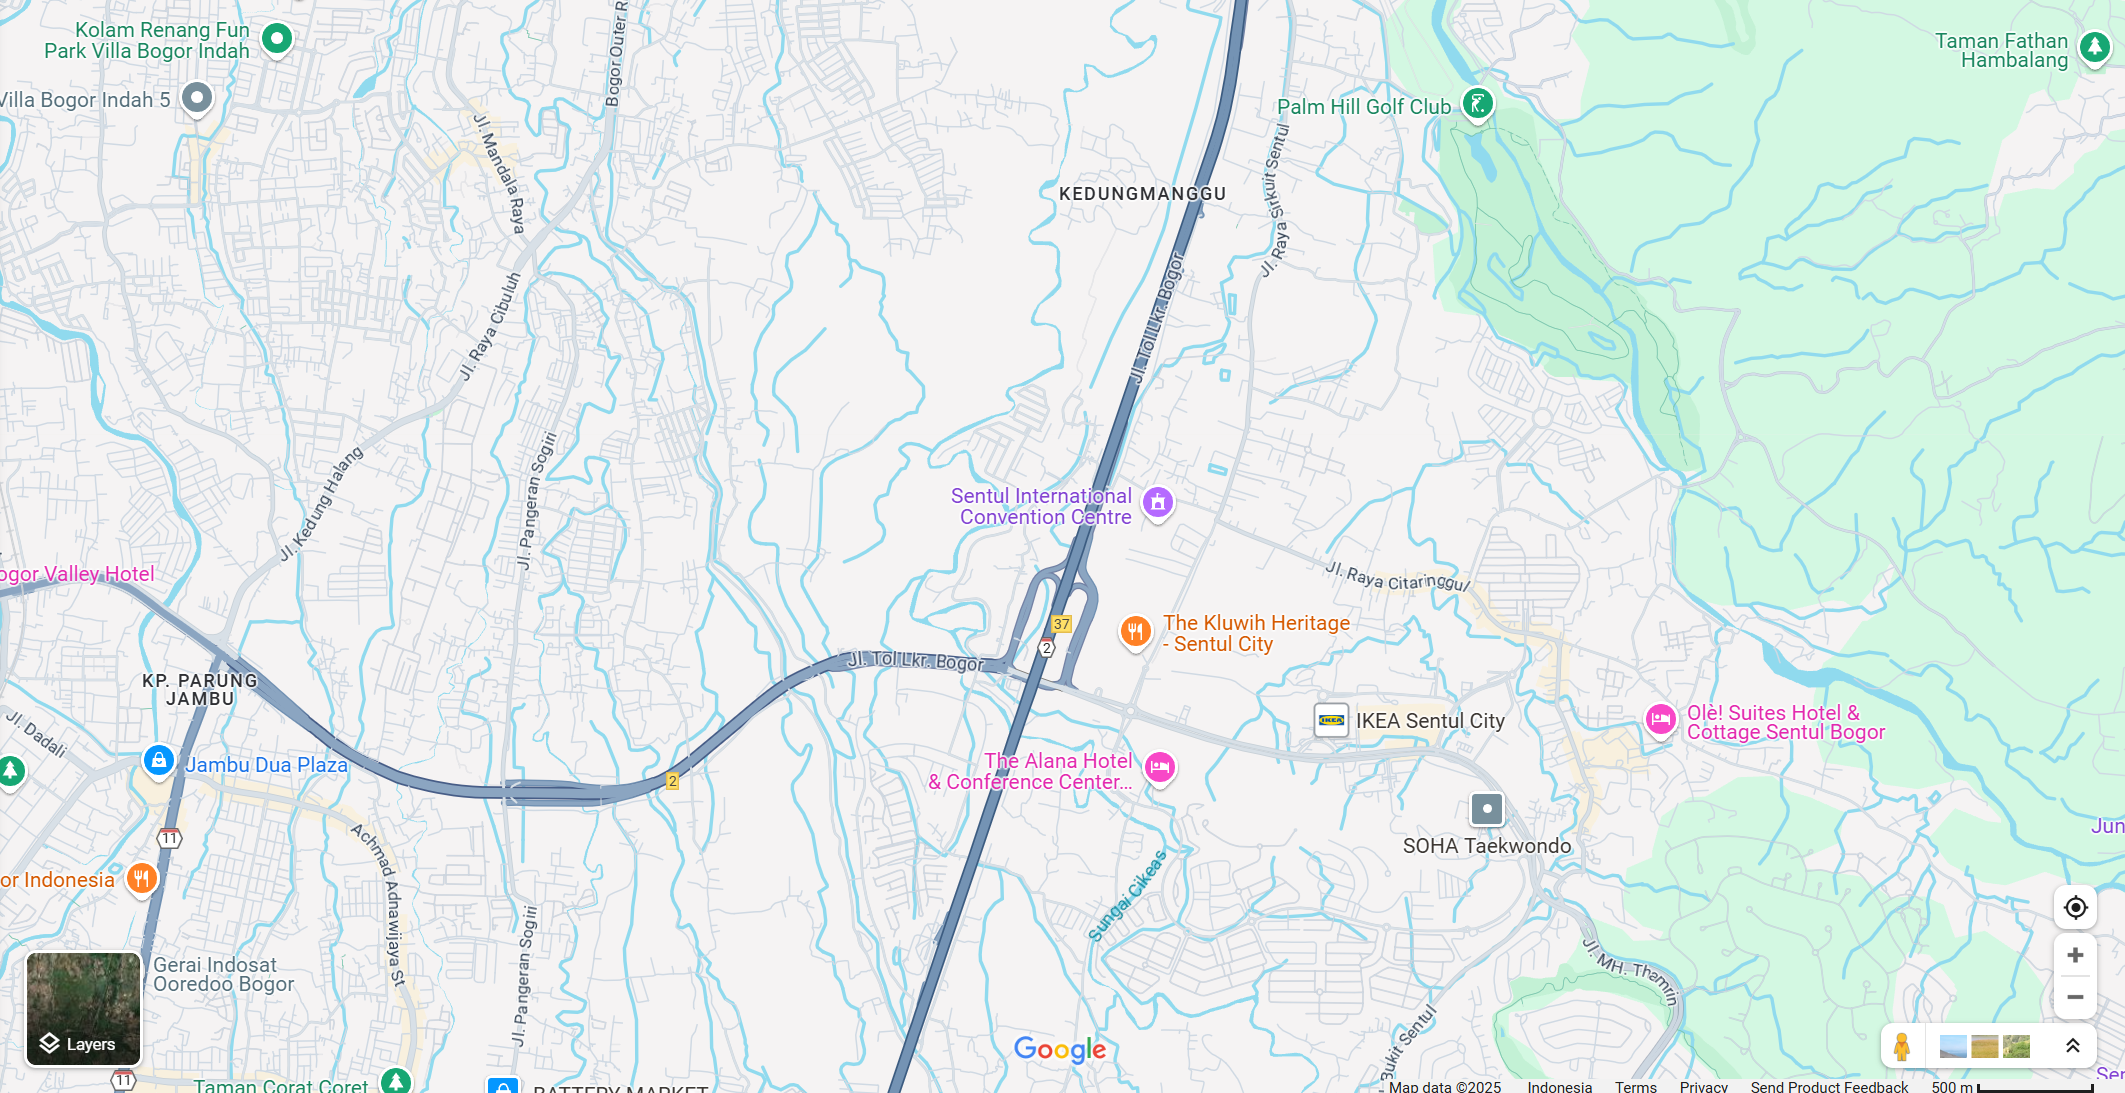 Kolam Renang Fun
Park Villa Bogor Indah
Villa Bogor Indah 5
Bogor Outer R
Jl. Mandala Raya
KEDUNGMANGGU
Jl. Raya Sirkuit Sentul
Palm Hill Golf Club
Taman Fathan
Hambalang
Jl. Raya Cibuluh
Jl. Tol Lkr. Bogor
Jl. Kedung Halang
Jl. Pangeran Sogiri
Sentul International
Convention Centre
ogor Valley Hotel
Jl. Raya Citaringgul
37
2
The Kluwih Heritage
- Sentul City
Jl. Tol Lkr. Bogor
KP. PARUNG
JAMBU
Jl. Dadali
IKEA
IKEA Sentul City
Olè! Suites Hotel &
Cottage Sentul Bogor
Jambu Dua Plaza
2
The Alana Hotel
& Conference Center...
11
Achmad Adnawijaya St
SOHA Taekwondo
Jun
or Indonesia
Sungai Cikeas
Jl. Pangeran Sogiri
Gerai Indosat
Ooredoo Bogor
Jl. MH. Thamrin
Bukit Sentul
Layers
Google
11
Taman Corat Coret
BATTERY MARKET
Ser
Map data ©2025 Indonesia Terms Privacy Send Product Feedback 500 m